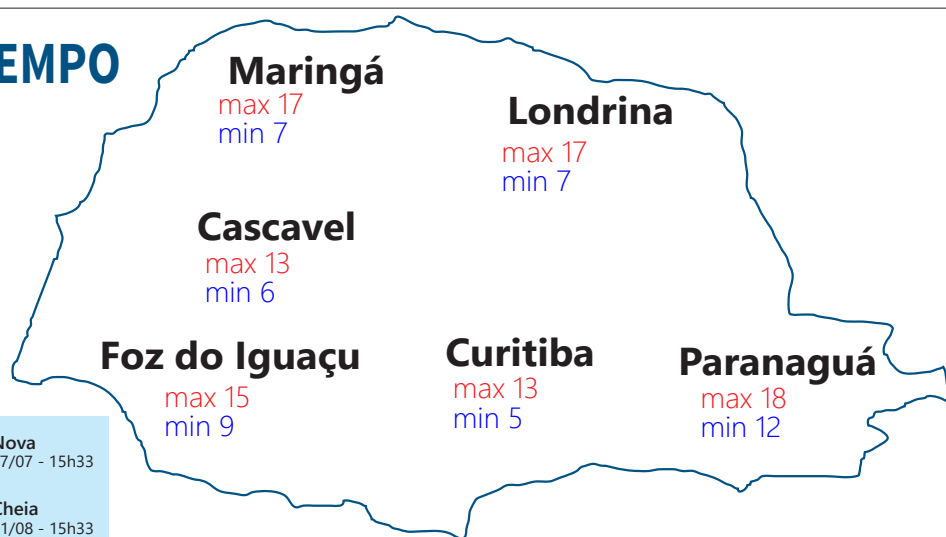 EMPO
Maringá
max 17
min 7
Londrina
max 17
min 7
Cascavel
max 13
min 6
Foz do Iguaçu
max 15
min 9
Curitiba
max 13
min 5
Paranaguá
max 18
min 12
Nova
7/07 - 15h33
Cheia
1/08 - 15h33